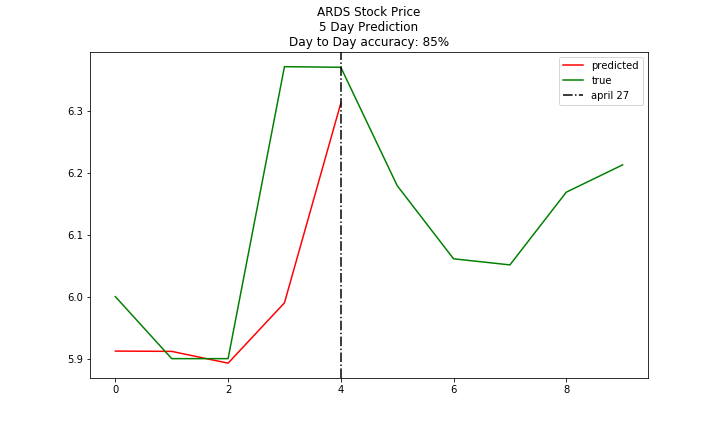 ARDS Stock Price
5 Day Prediction
Day to Day accuracy: 85%
predicted
true
april 27
6.3
6.2
6.1
6.0
5.9
0 2 4 6 8